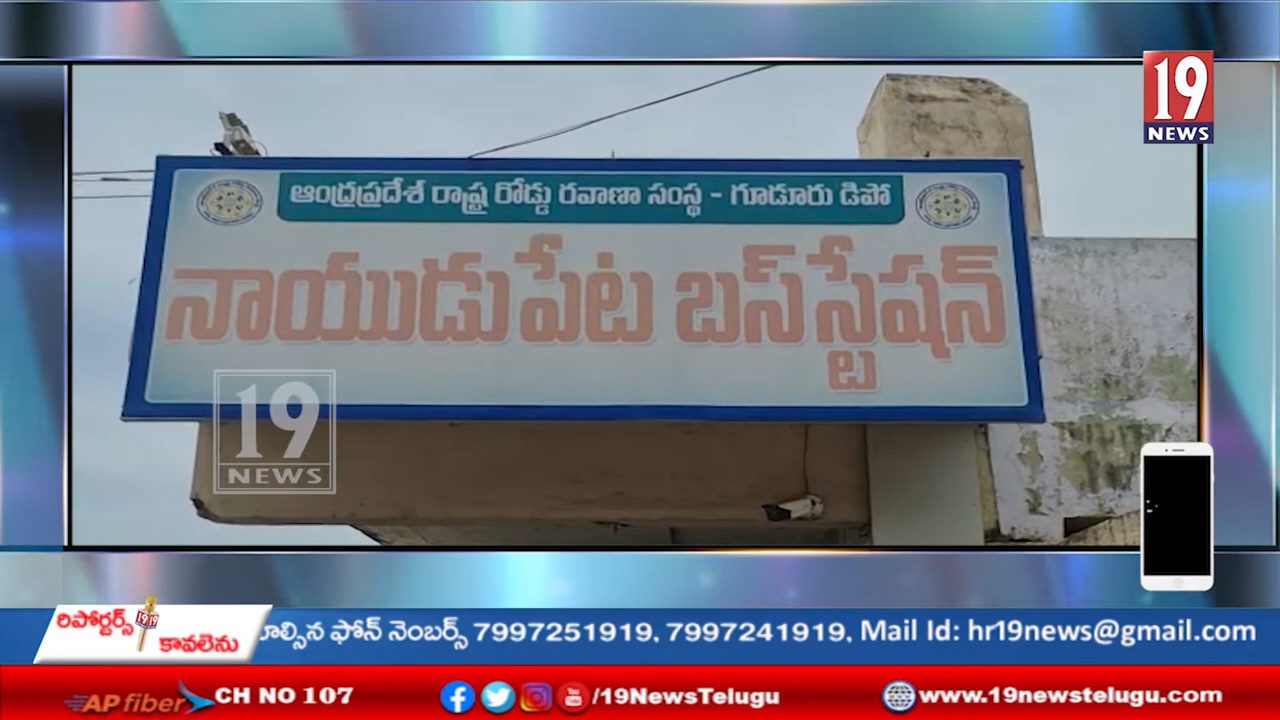 19
NEWS
ఆంధ్రప్రదేశ్ రాష్ట్ర రోడ్డు రవాణా సంస్థ - గూడూరు డిపో
నాయుడుపేట బస్ స్టేషన్
19
NEWS
రిపోర్టర్స్
కావలెను
ల్సిన ఫోన్ నెంబర్స్ 7997251919, 7997241919, Mail Id: hr19news@gmail.com
AP fiber CH NO 107 /19NewsTelugu www.19newstelugu.com